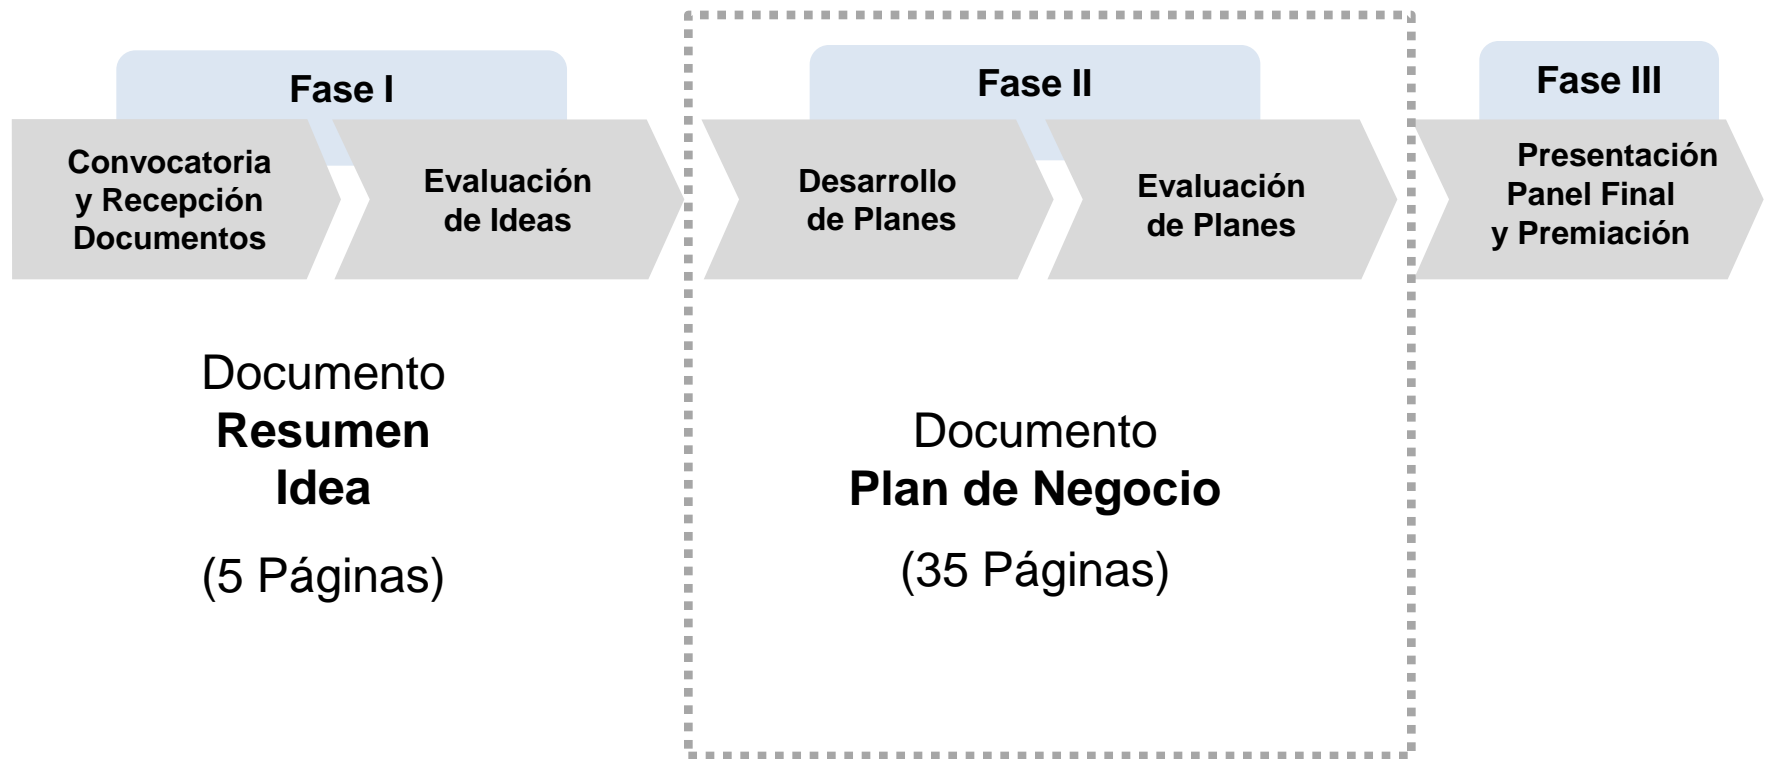 Fase I
Convocatoria
y Recepción
Documentos
Evaluación
de Ideas
Documento
Resumen
Idea
(5 Páginas)
Fase II
Desarrollo
de Planes
Evaluación
de Planes
Documento
Plan de Negocio
(35 Páginas)
Fase III
Presentación
Panel Final
y Premiación